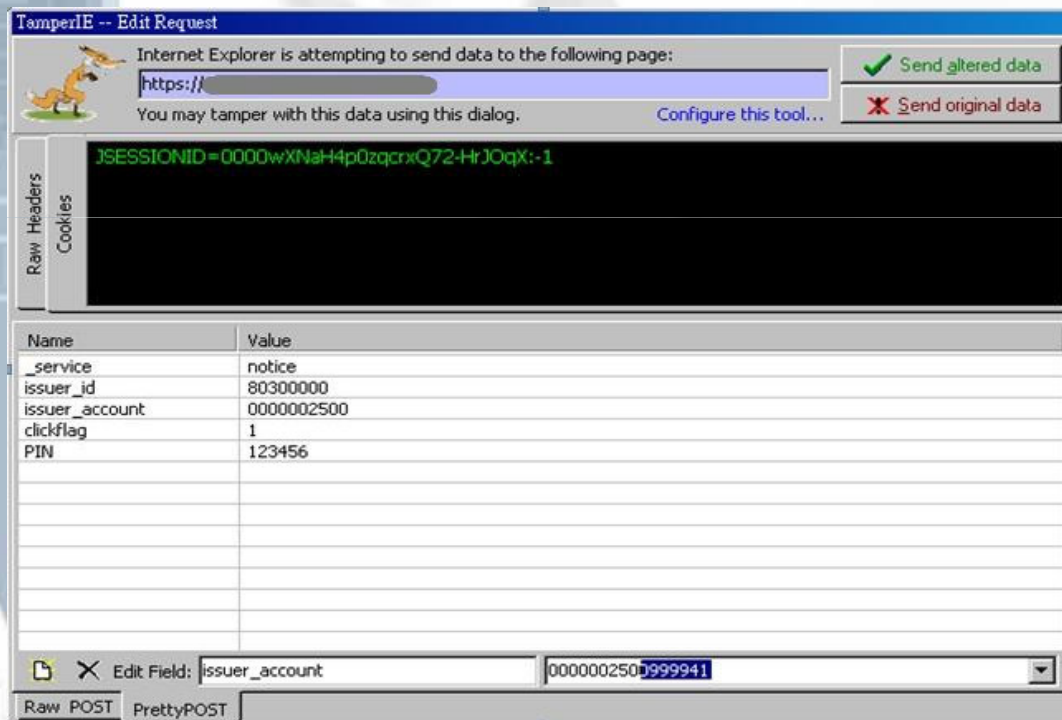 TamperIE -- Edit Request
Internet Explorer is attempting to send data to the following page:
https://
You may tamper with this data using this dialog.
Configure this tool...
Send altered data
Send original data
Raw Headers
Cookies
JSESSIONID=0000wXNaH4p0zqcrxQ72-HrJOqX:-1
Name Value
_service notice
issuer_id 80300000
issuer_account 0000002500
clickflag 1
PIN 123456
Edit Field: issuer_account 00000025000999941
Raw POST PrettyPOST